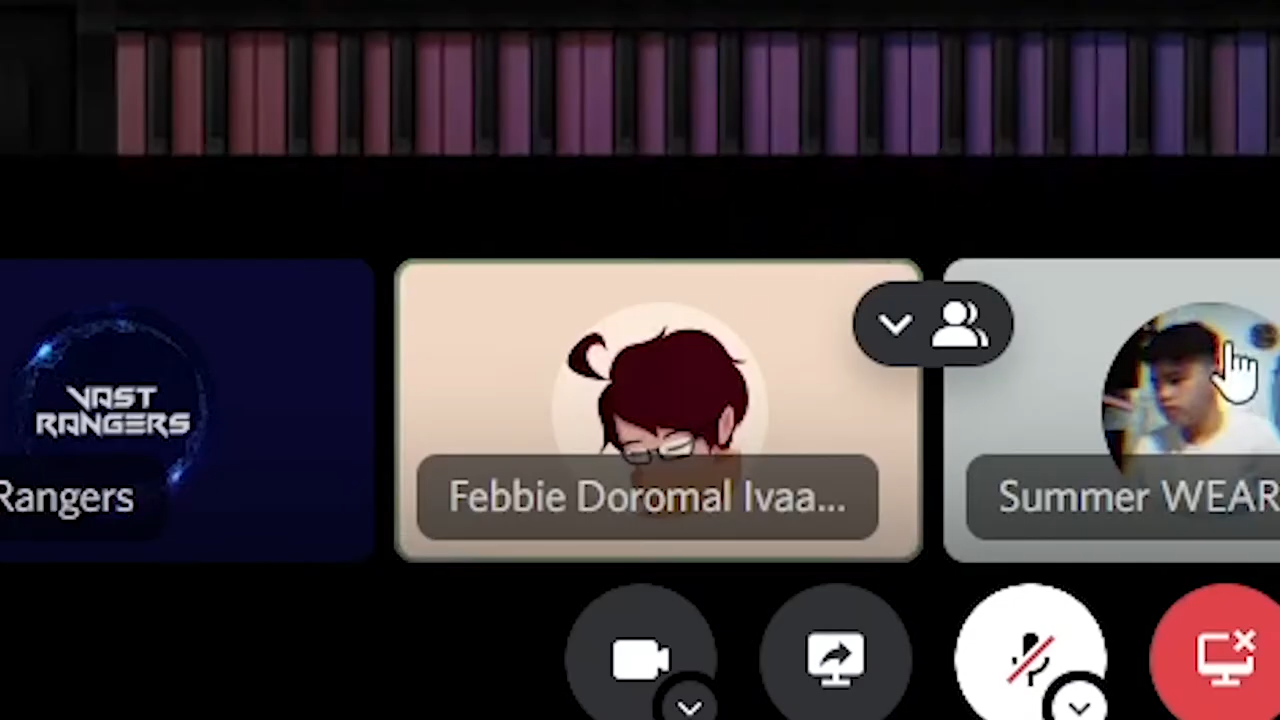 VAST
RANGERS
Rangers
Febbie Doromal Ivaa...
Summer WEAR